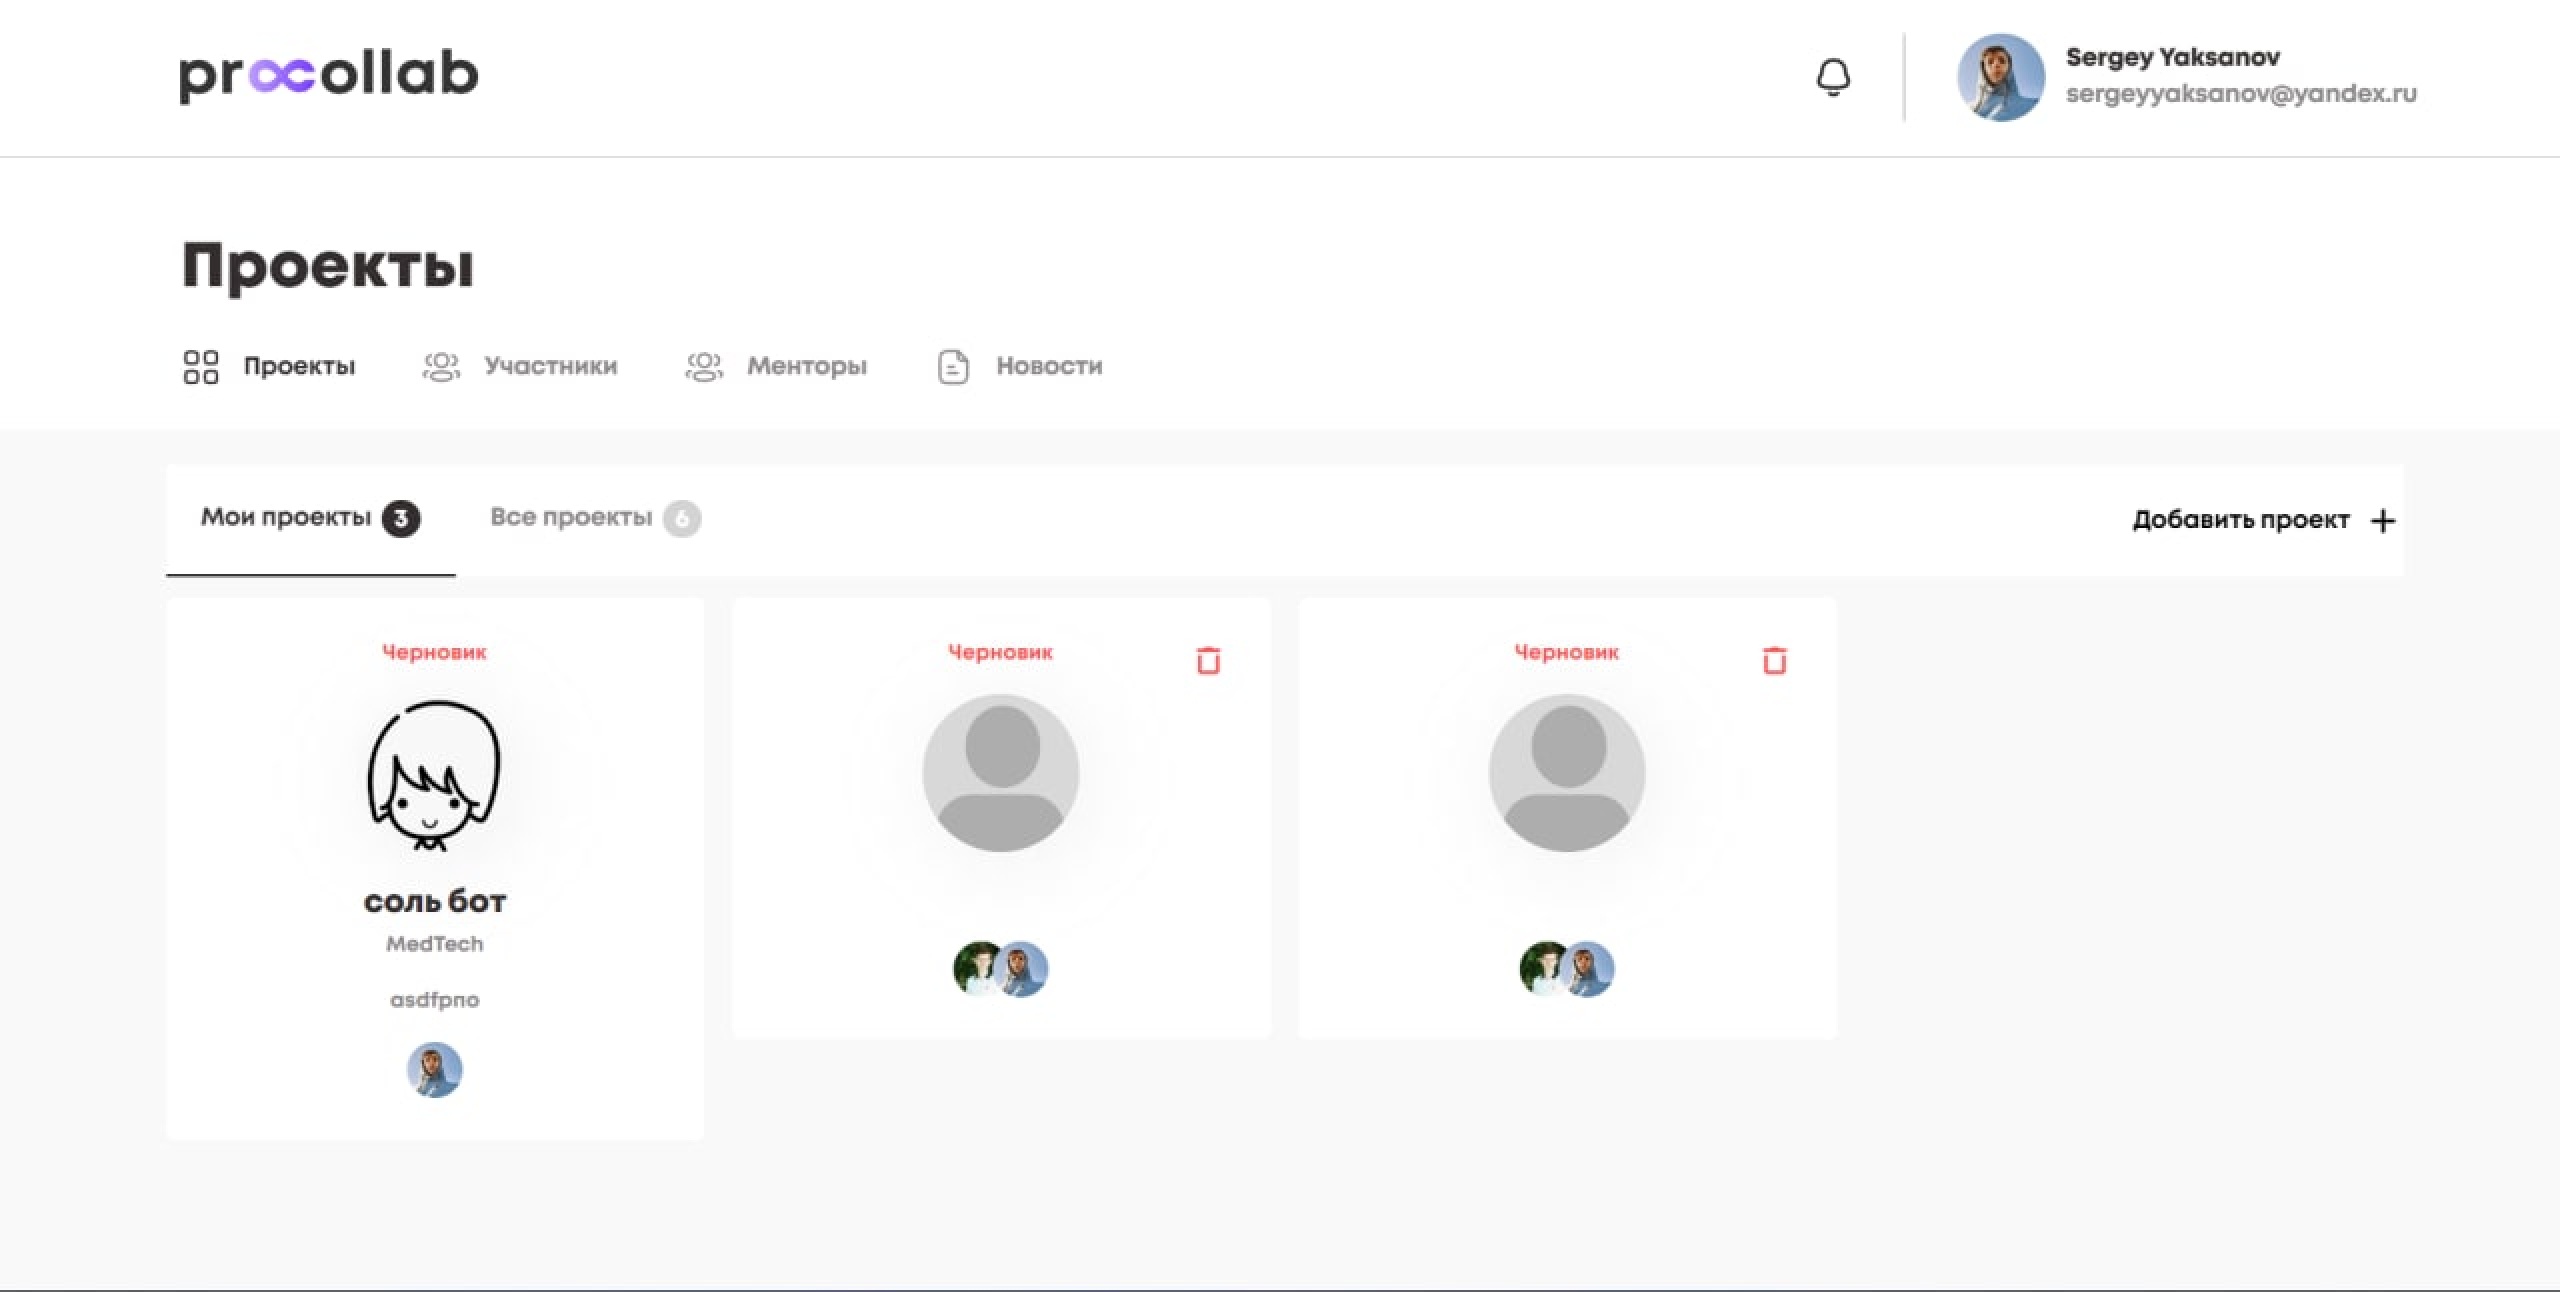 procollab
Sergey Yaksanov
sergeyyaksanov@yandex.ru
Проекты
Проекты Участники Менторы Новости
Мои проекты 3 Все проекты 6 Добавить проект +
Черновик Черновик Черновик
соль бот
MedTech
asdfpno